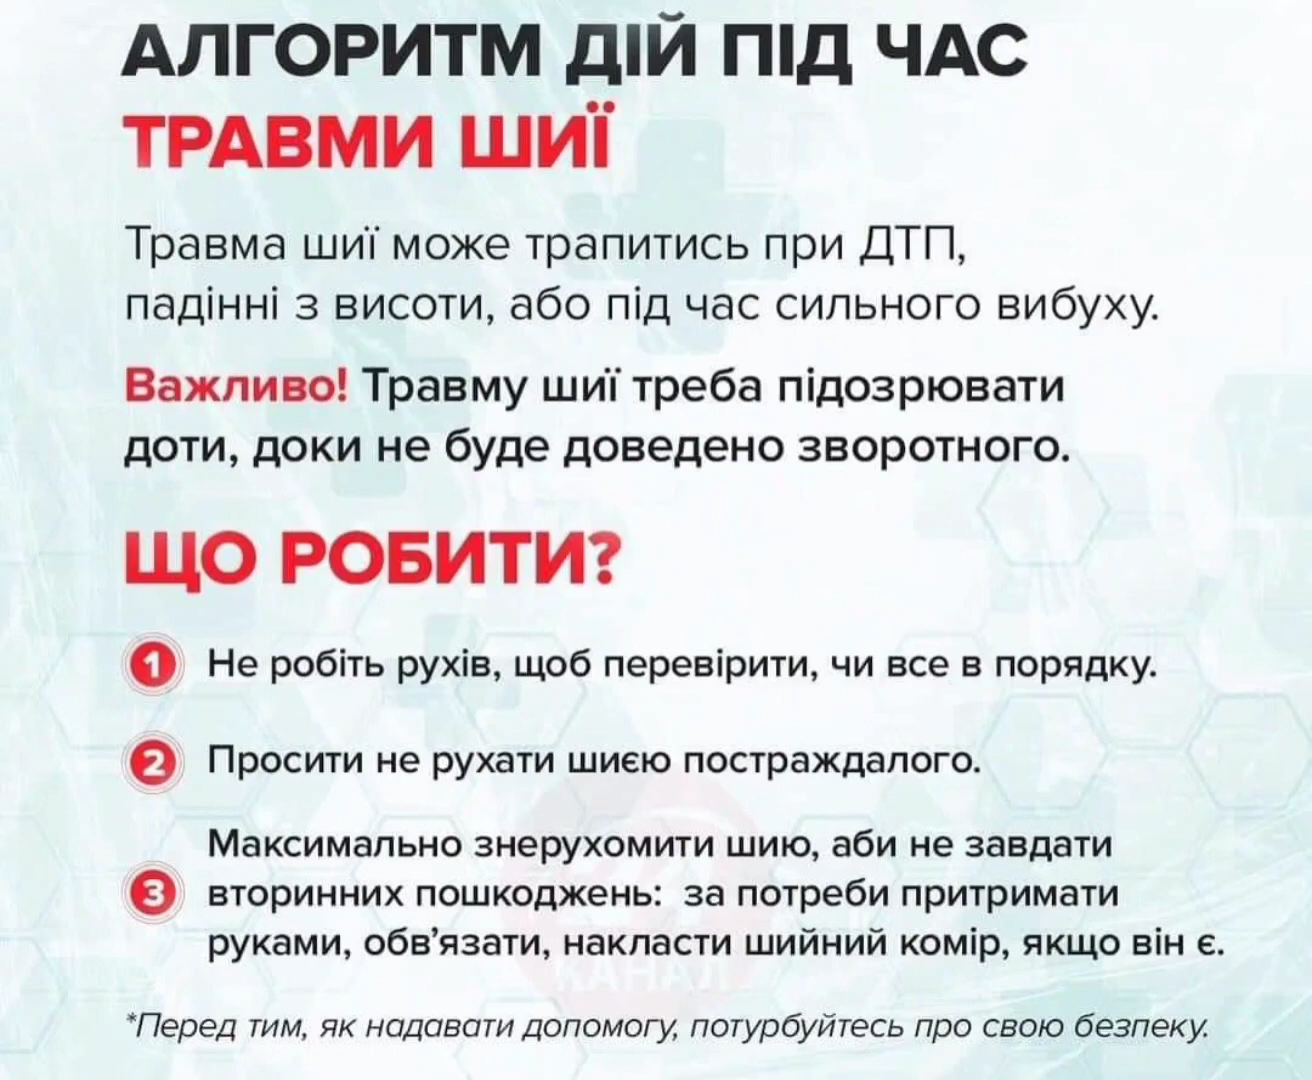 АЛГОРИТМ ДІЙ ПІД ЧАС
ТРАВМИ ШИЇ
Травма шиї може трапитись при ДТП,
падінні з висоти, або під час сильного вибуху.
Важливо! Травму шиї треба підозрювати
доти, доки не буде доведено зворотного.
ЩО РОБИТИ?
1 Не робіть рухів, щоб перевірити, чи все в порядку.
2 Просити не рухати шиєю постраждалого.
Максимально знерухомити шию, аби не завдати
3 вторинних пошкоджень: за потреби притримати
руками, обв'язати, накласти шийний комір, якщо він є.
КАНАЛ
*Перед тим, як надавати допомогу, потурбуйтесь про свою безпеку.